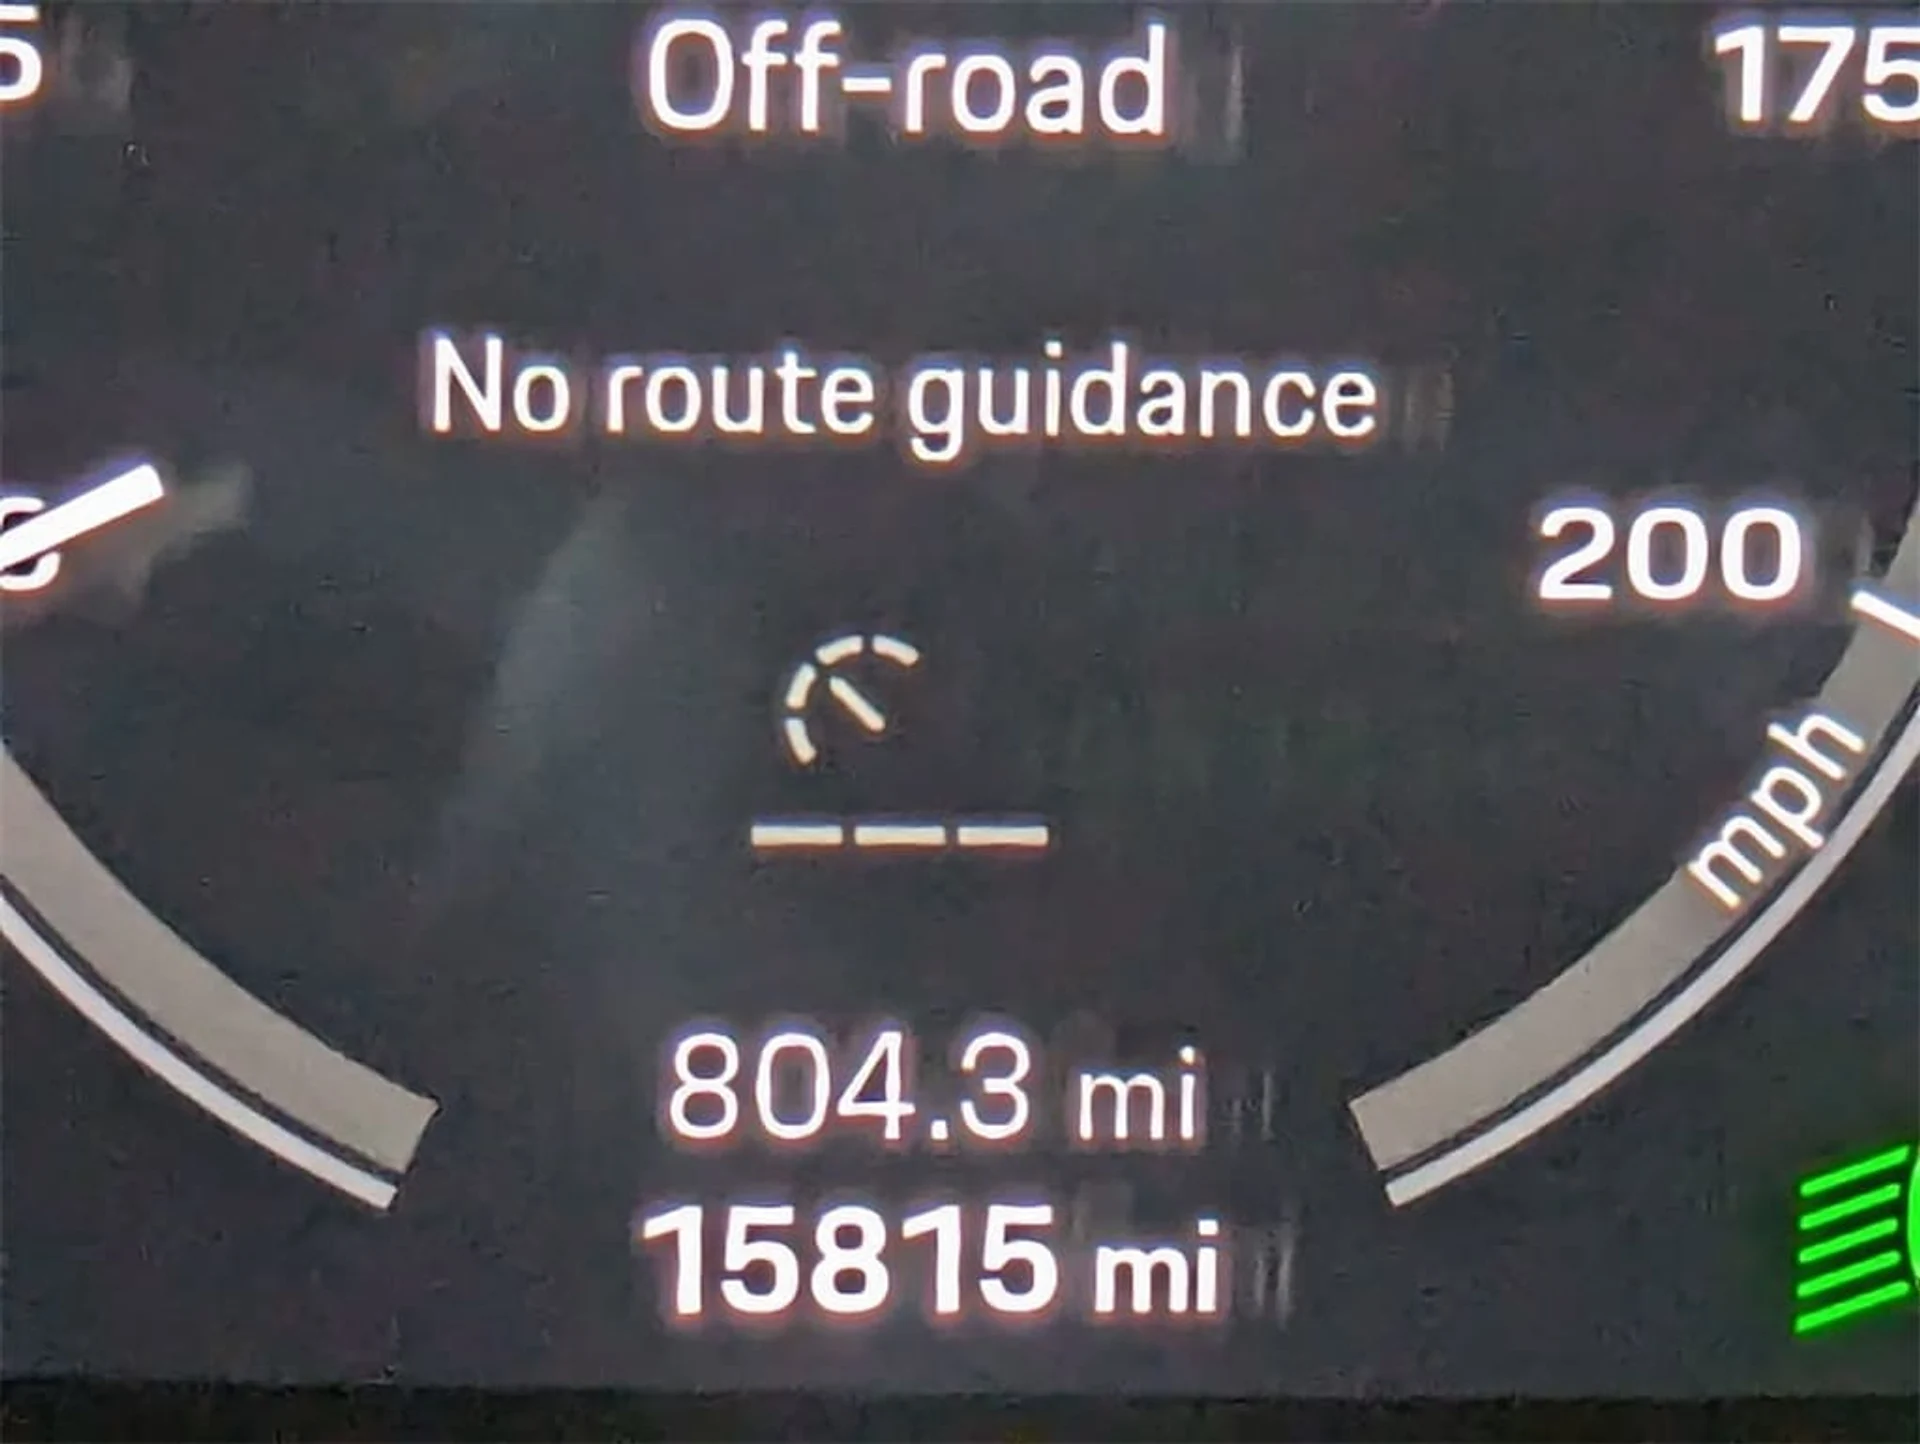 Off-road
175
No route guidance
200
mph
804.3 mi
15815 mi